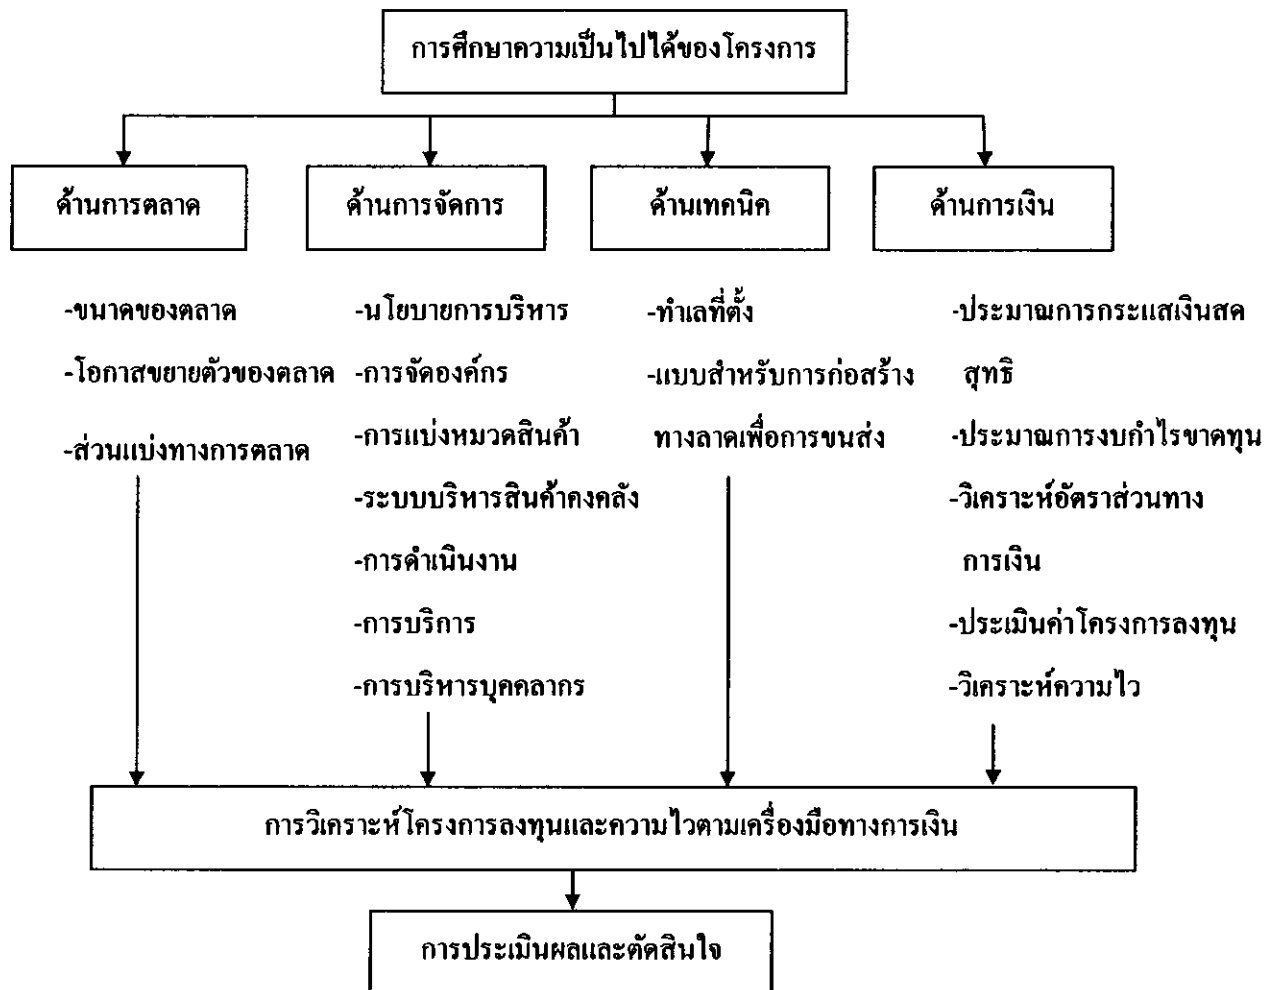 การศึกษาความเป็นไปได้ของโครงการ
ด้านการตลาด
ด้านการจัดการ
ด้านเทคนิค
ด้านการเงิน
-ขนาดของตลาด
-โอกาสขยายตัวของตลาด
-ส่วนแบ่งทางการตลาด
-นโยบายการบริหาร
-การจัดองค์กร
-การแบ่งหมวดสินค้า
-ระบบบริหารสินค้าคงคลัง
-การดำเนินงาน
-การบริการ
-การบริหารบุคคลากร
-ทำเลที่ตั้ง
-แบบสำหรับการก่อสร้าง
ทางลาดเพื่อการขนส่ง
-ประมาณการกระแสเงินสด
สุทธิ
-ประมาณการงบกำไรขาดทุน
-วิเคราะห์อัตราส่วนทาง
การเงิน
-ประเมินค่าโครงการลงทุน
-วิเคราะห์ความไว
การวิเคราะห์โครงการลงทุนและความไวตามเครื่องมือทางการเงิน
การประเมินผลและตัดสินใจ